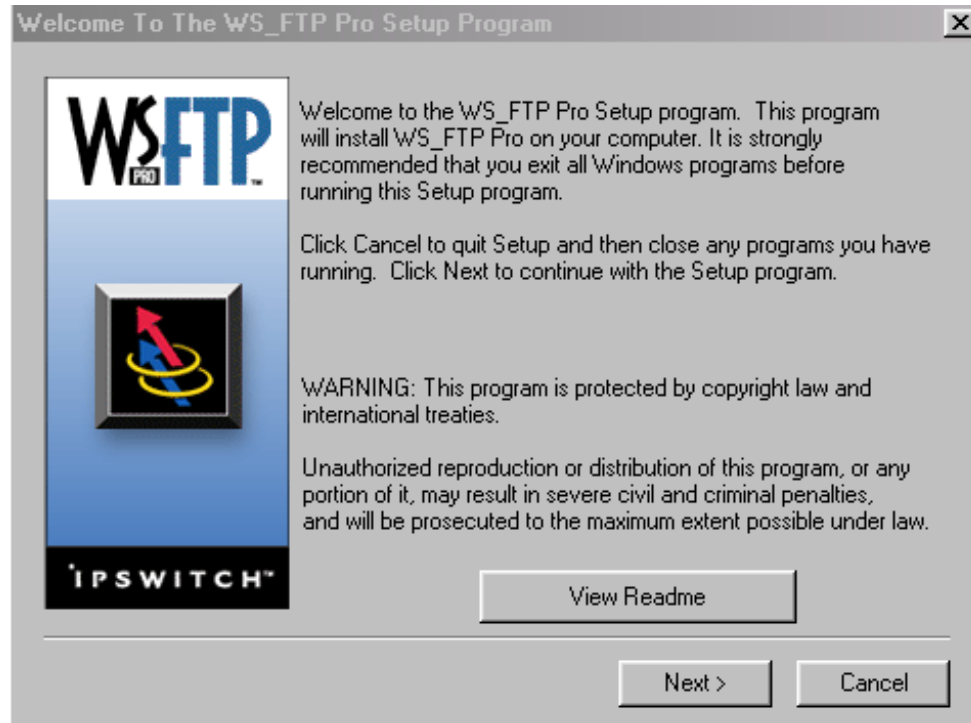 Welcome To The WS_FTP Pro Setup Program
WS FTP
PRO
™
Welcome to the WS_FTP Pro Setup program.  This program
will install WS_FTP Pro on your computer. It is strongly
recommended that you exit all Windows programs before
running this Setup program.
Click Cancel to quit Setup and then close any programs you have
running.  Click Next to continue with the Setup program.
WARNING: This program is protected by copyright law and
international treaties.
Unauthorized reproduction or distribution of this program, or any
portion of it, may result in severe civil and criminal penalties,
and will be prosecuted to the maximum extent possible under law.
IPSWITCH™
View Readme
Next >
Cancel